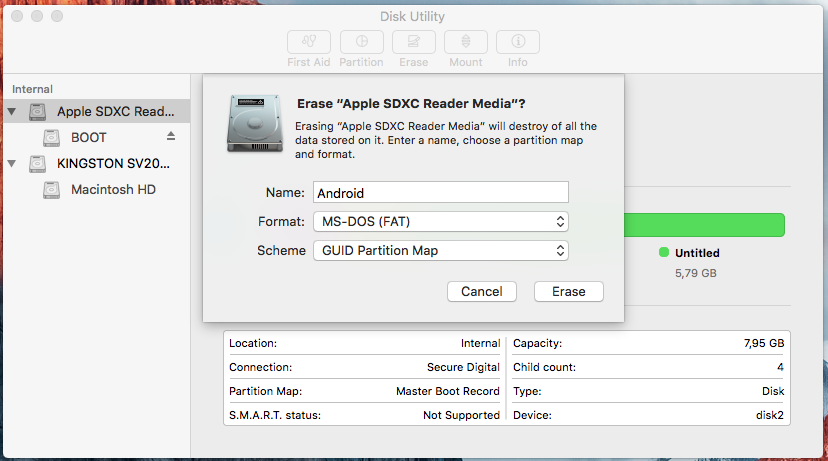 Disk Utility
First Aid
Partition
Erase
Mount
Info
Internal
Apple SDXC Read...
BOOT
KINGSTON SV20...
Macintosh HD
Erase “Apple SDXC Reader Media”?
Erasing “Apple SDXC Reader Media” will destroy of all the
data stored on it. Enter a name, choose a partition map
and format.
Name: Android
Format: MS-DOS (FAT)
Scheme GUID Partition Map
Cancel
Erase
Untitled
5,79 GB
Location: Internal
Capacity: 7,95 GB
Connection: Secure Digital
Child count: 4
Partition Map: Master Boot Record
Type: Disk
S.M.A.R.T. status: Not Supported
Device: disk2